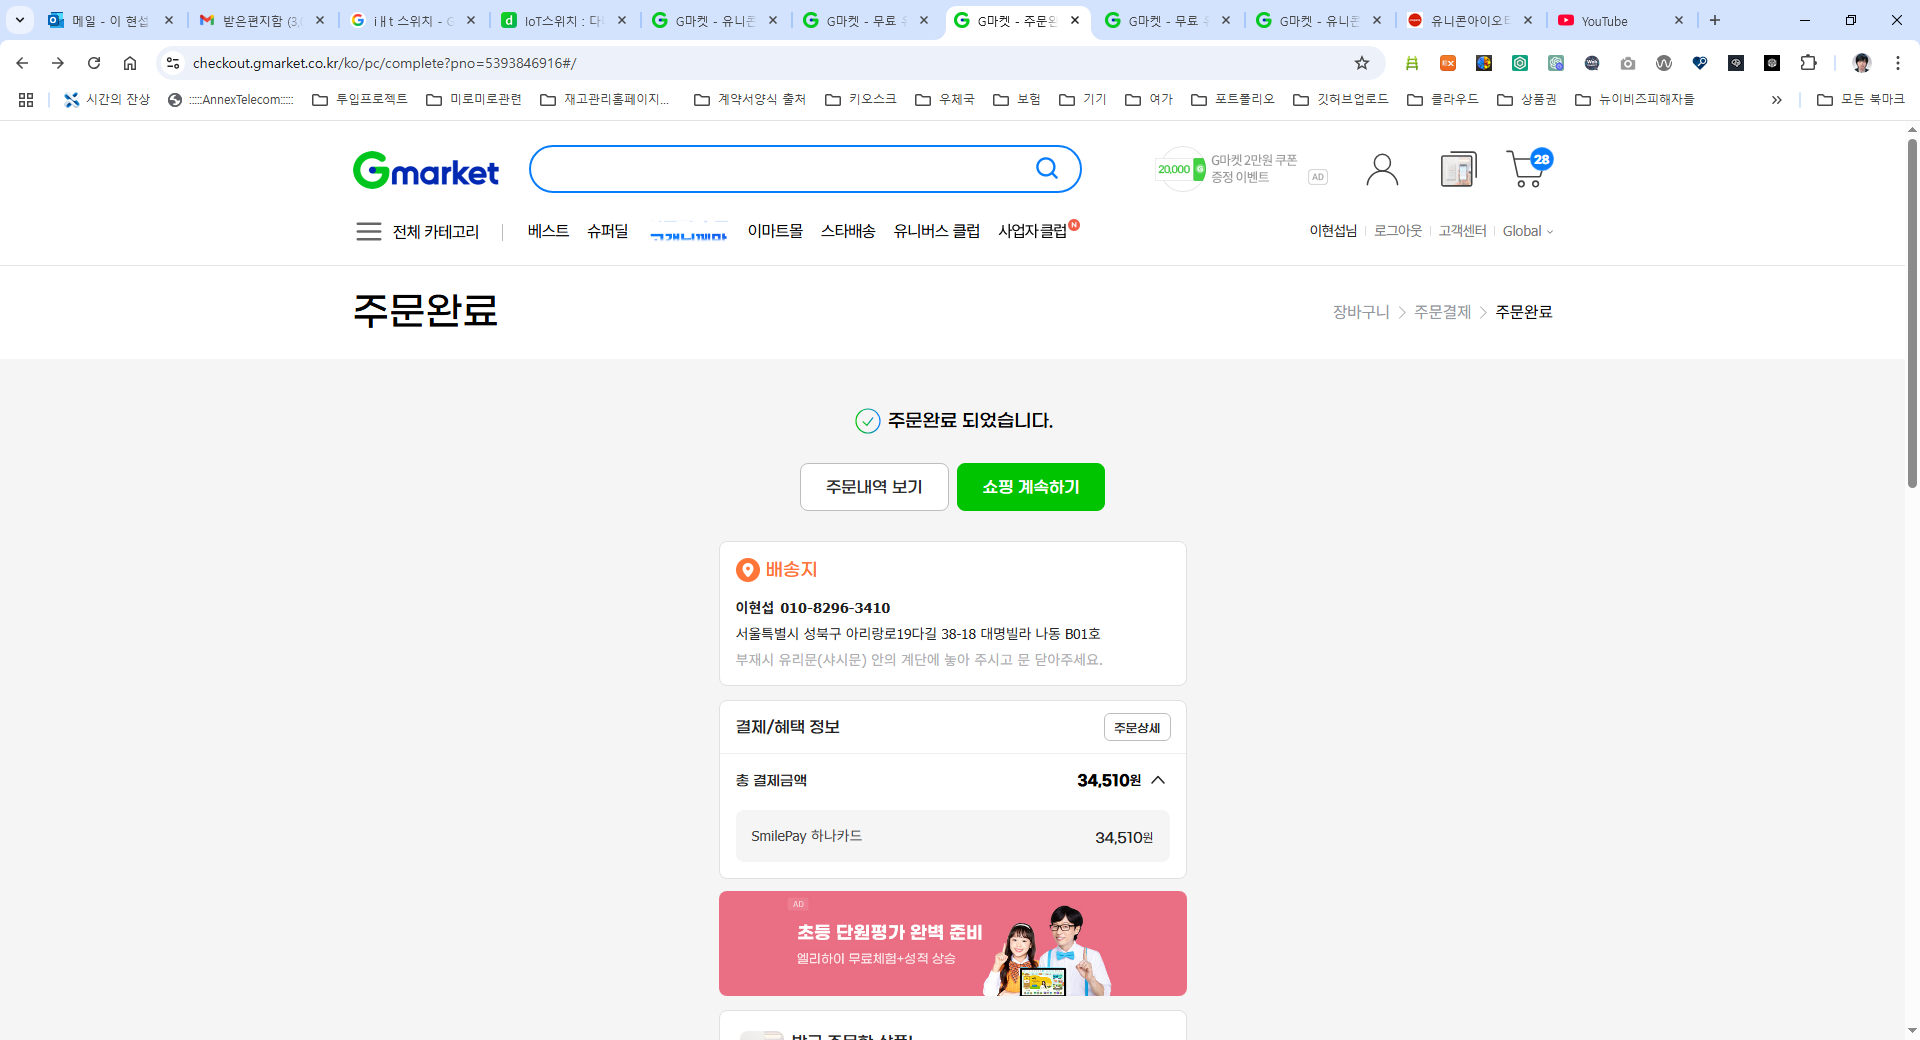 메일 - 이 현섭
받은편지함 (3,
iㅐt 스위치 - G
IoT스위치 : 다
G마켓 - 유니콘
G마켓 - 무료
G마켓 - 주문완
G마켓 - 무료
G마켓 - 유니콘
유니콘아이오티
YouTube
checkout.gmarket.co.kr/ko/pc/complete?pno=5393846916#/
시간의 잔상
:::::AnnexTelecom:::::
투입프로젝트
미로미로관련
재고관리홈페이지...
계약서양식 출처
키오스크
우체국
보험
기기
여가
포트폴리오
깃허브업로드
클라우드
상품권
뉴이비즈피해자들
모든 북마크
Gmarket
20,000
G마켓 2만원 쿠폰
증정 이벤트
AD
28
전체 카테고리
베스트
슈퍼딜
이마트몰
스타배송
유니버스 클럽
사업자클럽
N
이현섭님
로그아웃
고객센터
Global
주문완료
장바구니 > 주문결제 > 주문완료
주문완료 되었습니다.
주문내역 보기
쇼핑 계속하기
배송지
이현섭 010-8296-3410
서울특별시 성북구 아리랑로19다길 38-18 대명빌라 나동 B01호
부재시 유리문(샤시문) 안의 계단에 놓아 주시고 문 닫아주세요.
결제/혜택 정보
주문상세
총 결제금액
34,510원
SmilePay 하나카드
34,510원
AD
초등 단원평가 완벽 준비
엘리하이 무료체험+성적 상승